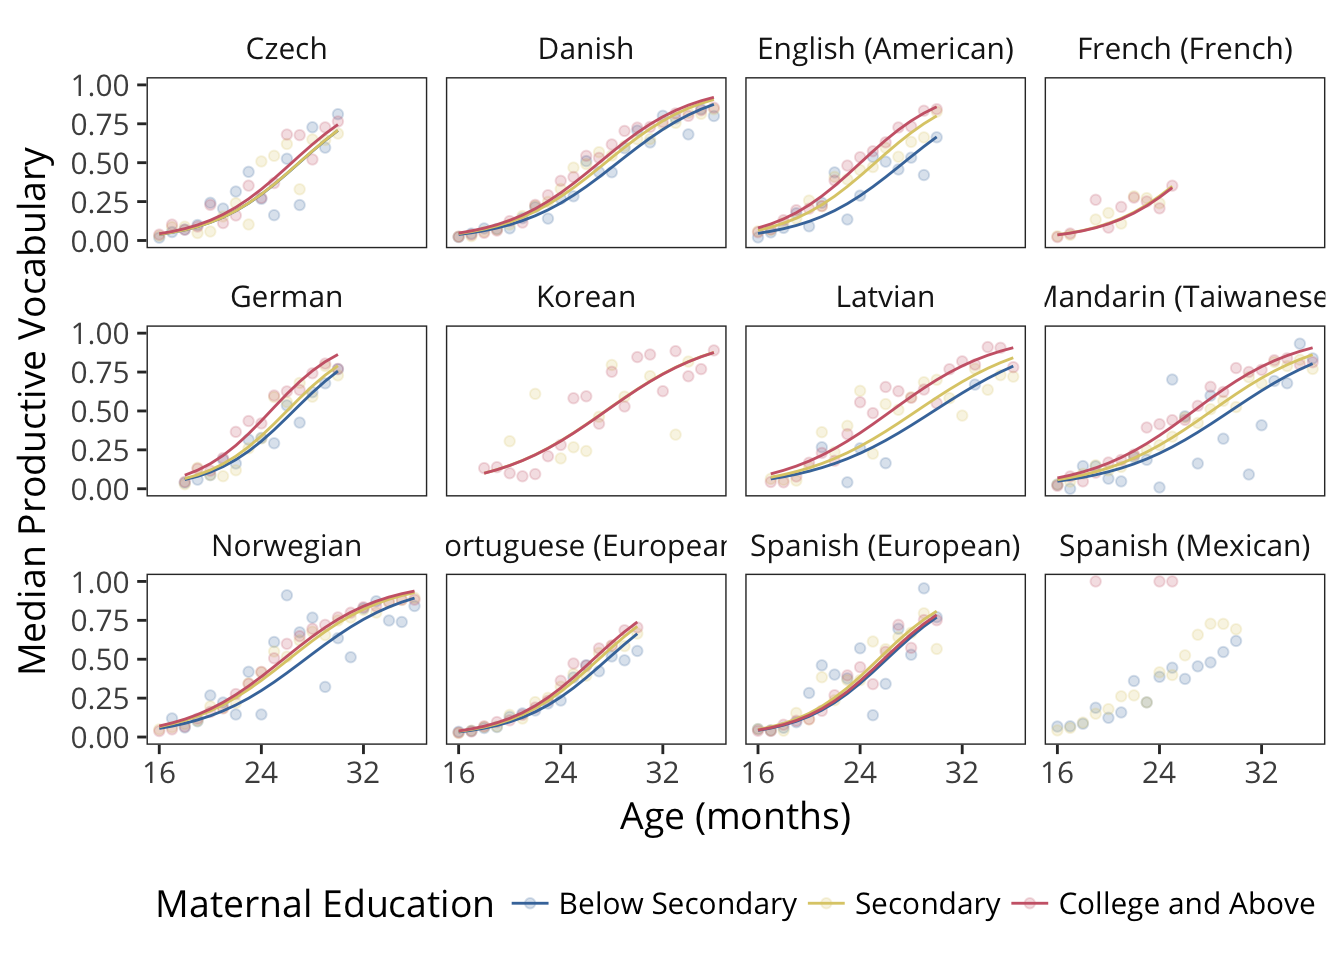 Czech Danish English (American) French (French)
1.00
0.75
0.50
0.25
0.00
German Korean Latvian Mandarin (Taiwanese
1.00
0.75
0.50
0.25
0.00
Norwegian ortuguese (European Spanish (European) Spanish (Mexican)
1.00
0.75
0.50
0.25
0.00
16 24 32 16 24 32 16 24 32 16 24 32
Median Productive Vocabulary
Age (months)
Maternal Education Below Secondary Secondary College and Above